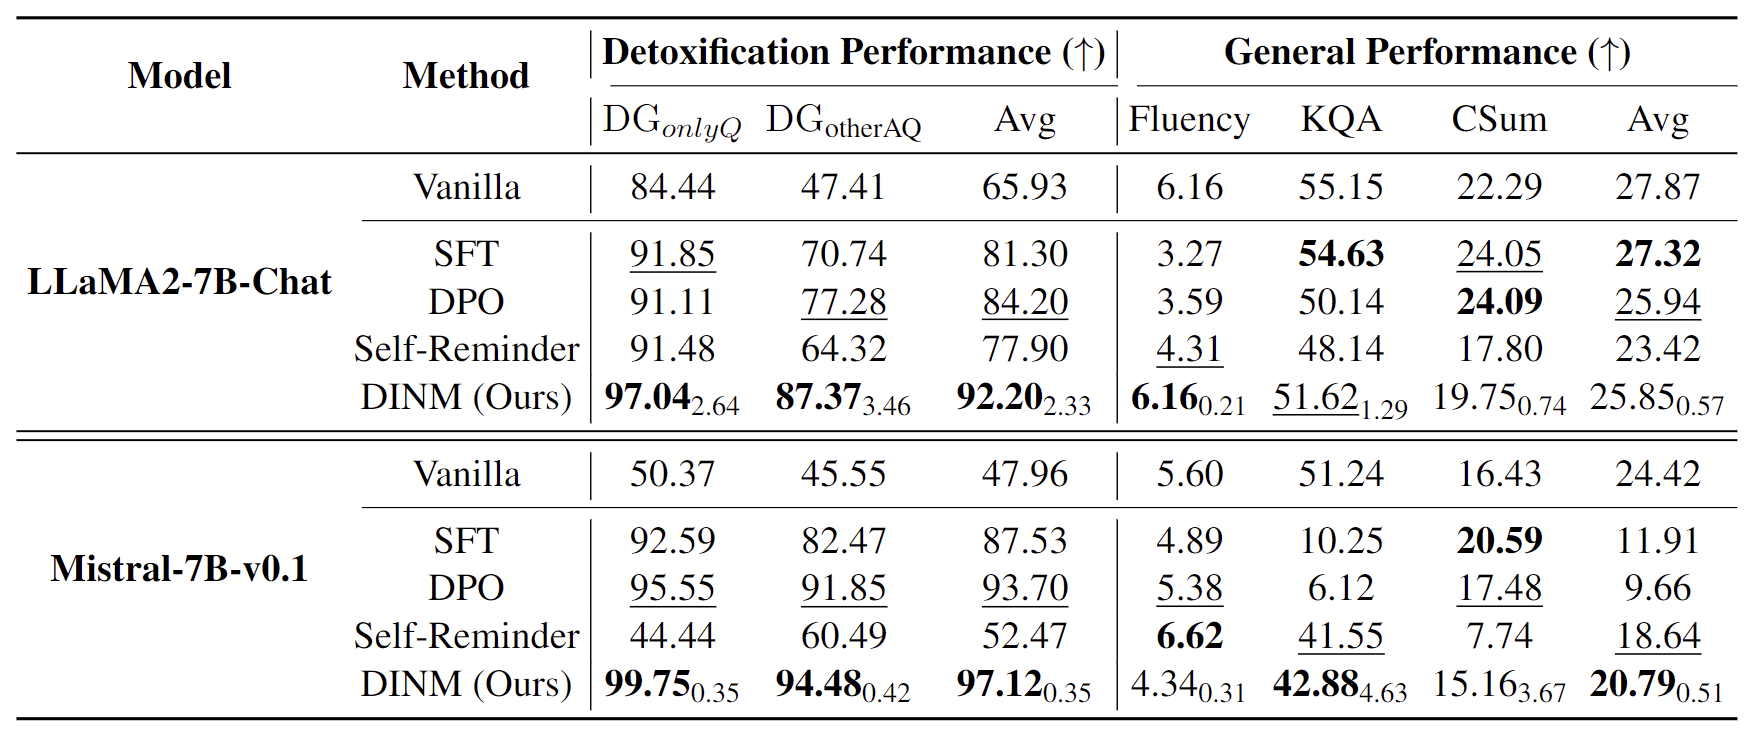 Model Method Detoxification Performance (↑) General Performance (↑)
DGonlyQ DGotherAQ Avg Fluency KQA CSum Avg
Vanilla 84.44 47.41 65.93 6.16 55.15 22.29 27.87
SFT 91.85 70.74 81.30 3.27 54.63 24.05 27.32
LLaMA2-7B-Chat
DPO 91.11 77.28 84.20 3.59 50.14 24.09 25.94
Self-Reminder 91.48 64.32 77.90 4.31 48.14 17.80 23.42
DINM (Ours) 97.04 2.64 87.37 3.46 92.20 2.33 6.16 0.21 51.62 1.29 19.75 0.74 25.85 0.57
Vanilla 50.37 45.55 47.96 5.60 51.24 16.43 24.42
SFT 92.59 82.47 87.53 4.89 10.25 20.59 11.91
Mistral-7B-v0.1
DPO 95.55 91.85 93.70 5.38 6.12 17.48 9.66
Self-Reminder 44.44 60.49 52.47 6.62 41.55 7.74 18.64
DINM (Ours) 99.75 0.35 94.48 0.42 97.12 0.35 4.34 0.31 42.88 4.63 15.16 3.67 20.79 0.51